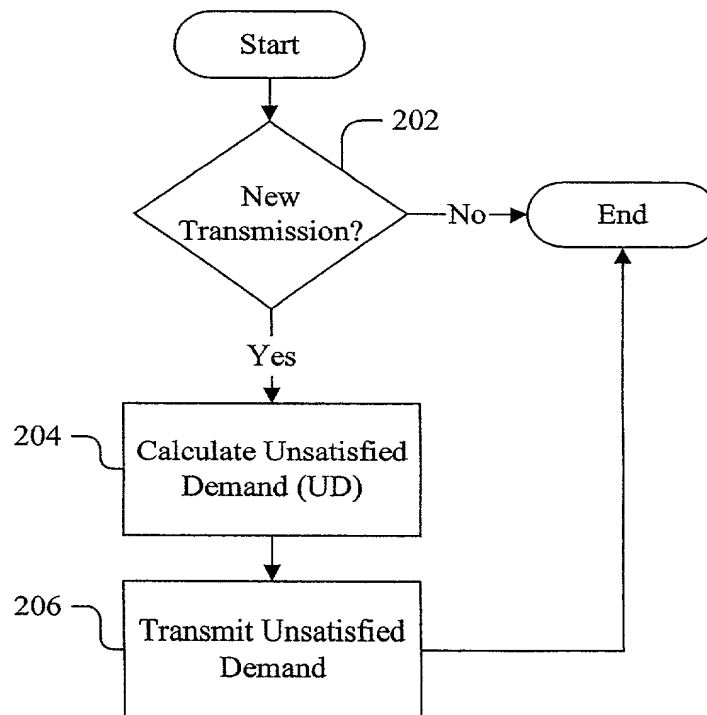 Start
202
New
Transmission?
No
End
Yes
204
Calculate Unsatisfied
Demand (UD)
206
Transmit Unsatisfied
Demand